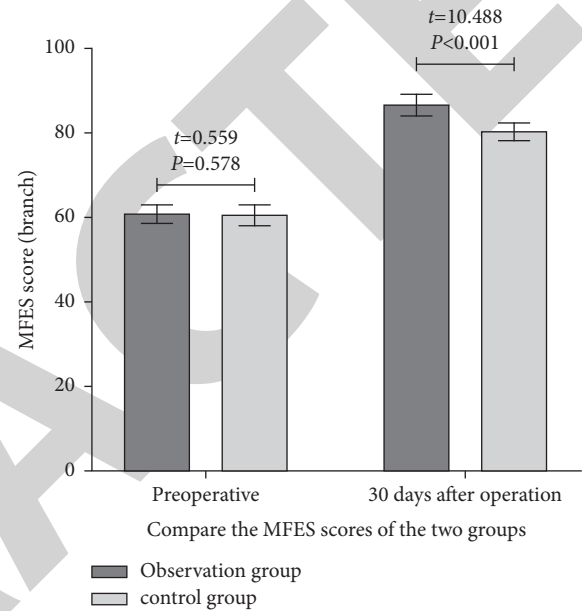 t=10.488
P<0.001
100
80
60
40
20
0
MFES score (branch)
t=0.559
P=0.578
Preoperative
30 days after operation
Compare the MFES scores of the two groups
Observation group
control group